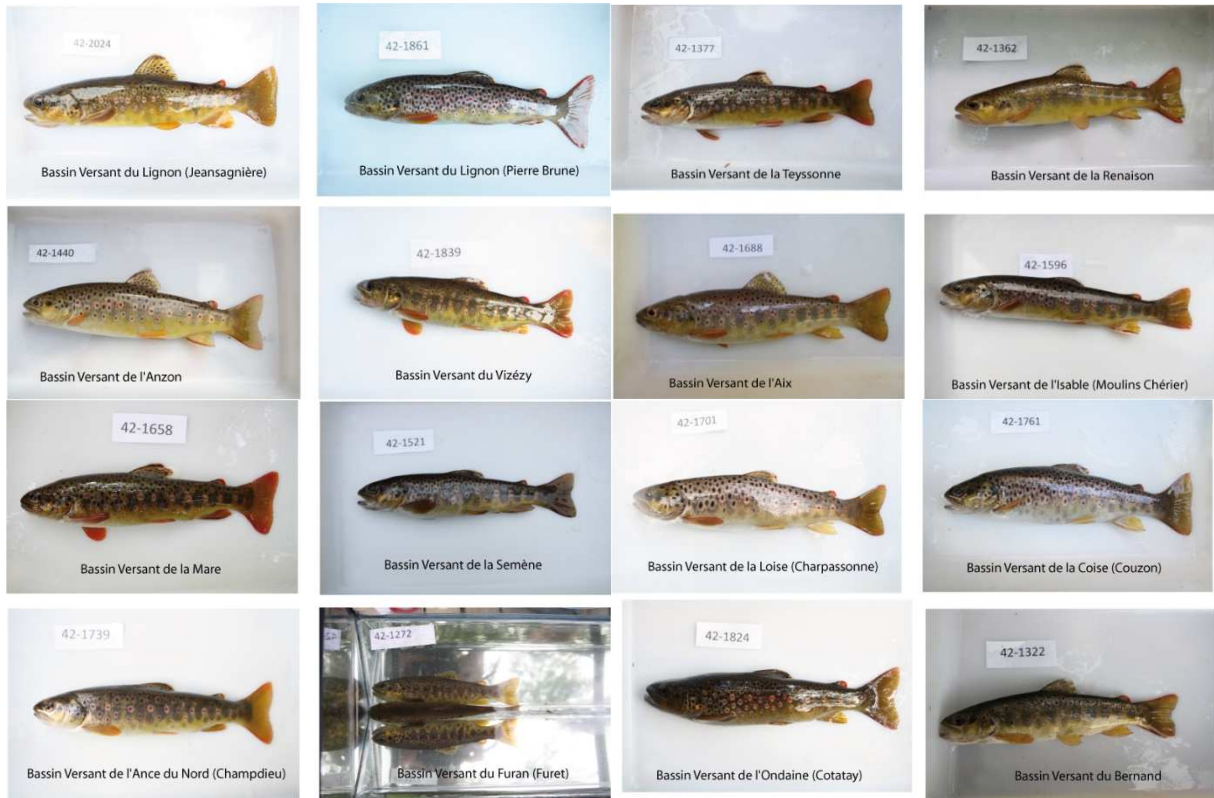 42-2024
Bassin Versant du Lignon (Jeansagnière)
42-1861
Bassin Versant du Lignon (Pierre Brune)
42-1377
Bassin Versant de la Teyssonne
42-1362
Bassin Versant de la Renaison
42-1440
Bassin Versant de l'Anzon
42-1839
Bassin Versant du Vizézy
42-1688
Bassin Versant de l'Aix
42-1596
Bassin Versant de l'Isable (Moulins Chérier)
42-1658
Bassin Versant de la Mare
42-1521
Bassin Versant de la Semène
42-1701
Bassin Versant de la Loise (Charpassonne)
42-1761
Bassin Versant de la Coise (Couzon)
42-1739
Bassin Versant de l'Ance du Nord (Champdieu)
42-1272
Bassin Versant du Furan (Furet)
42-1824
Bassin Versant de l'Ondaine (Cotatay)
42-1322
Bassin Versant du Bernand